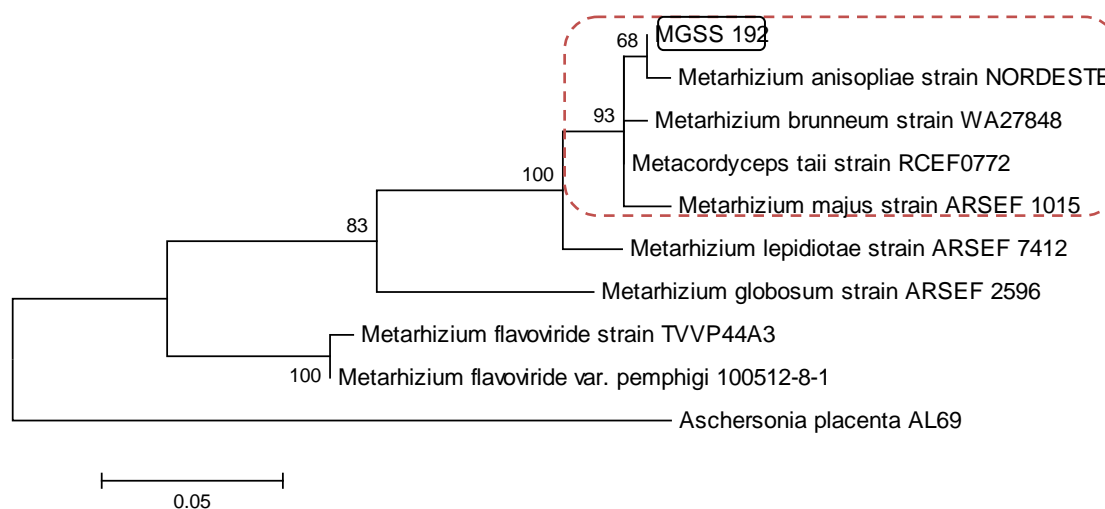 MGSS 192
68
Metarhizium anisopliae strain NORDESTE
93
Metarhizium brunneum strain WA27848
Metacordyceps taii strain RCEF0772
100
Metarhizium majus strain ARSEF 1015
83
Metarhizium lepidiotae strain ARSEF 7412
Metarhizium globosum strain ARSEF 2596
Metarhizium flavoviride strain TVVP44A3
100
Metarhizium flavoviride var. pemphigi 100512-8-1
Aschersonia placenta AL69
0.05